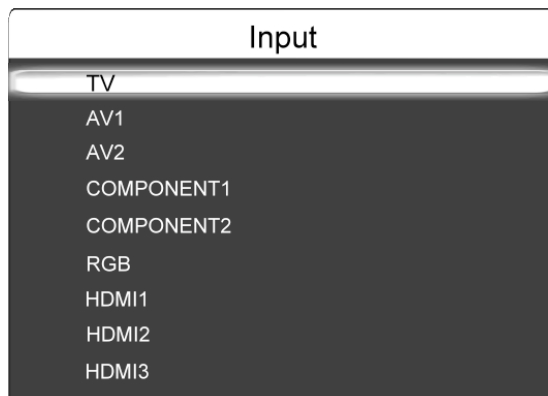 Input
TV
AV1
AV2
COMPONENT1
COMPONENT2
RGB
HDMI1
HDMI2
HDMI3